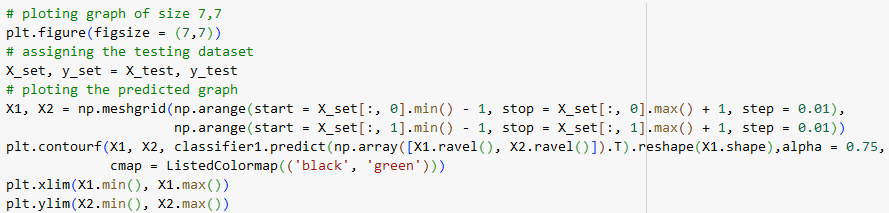 # ploting graph of size 7,7
plt.figure(figsize = (7,7))
# assigning the testing dataset
X_set, y_set = X_test, y_test
# ploting the predicted graph
X1, X2 = np.meshgrid(np.arange(start = X_set[:, 0].min() - 1, stop = X_set[:, 0].max() + 1, step = 0.01),
np.arange(start = X_set[:, 1].min() - 1, stop = X_set[:, 1].max() + 1, step = 0.01))
plt.contourf(X1, X2, classifier1.predict(np.array([X1.ravel(), X2.ravel()]).T).reshape(X1.shape),alpha = 0.75,
cmap = ListedColormap(('black', 'green')))
plt.xlim(X1.min(), X1.max())
plt.ylim(X2.min(), X2.max())